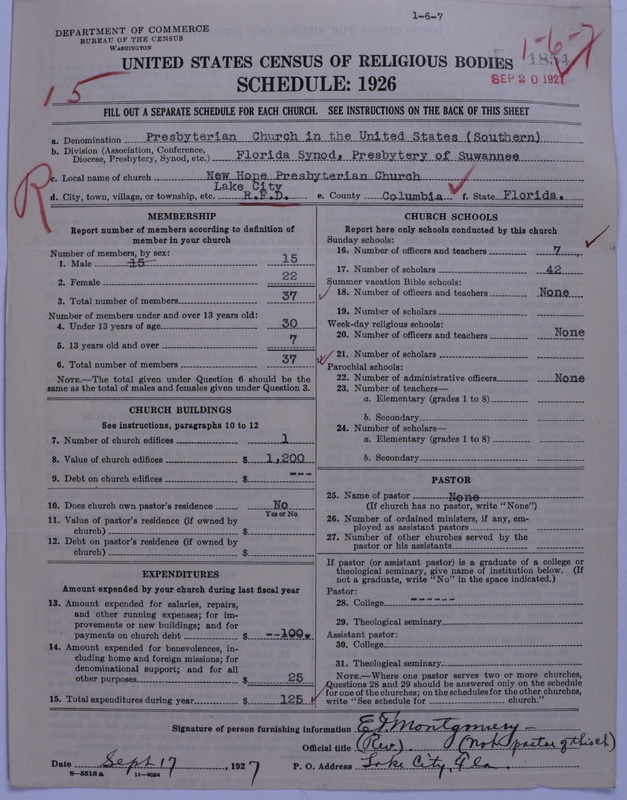 1-6-7
DEPARTMENT OF COMMERCE
BUREAU OF THE CENSUS
WASHINGTON
1-6-7
1854
SEP 20 1927
UNITED STATES CENSUS OF RELIGIOUS BODIES
SCHEDULE: 1926
15
FILL OUT A SEPARATE SCHEDULE FOR EACH CHURCH. SEE INSTRUCTIONS ON THE BACK OF THIS SHEET
a. Denomination Presbyterian Church in the United States (Southern)
b. Division (Association, Conference,
Diocese, Presbytery, Synod, etc.) Florida Synod, Presbytery of Suwannee
R
c. Local name of church New Hope Presbyterian Church
Lake City
d. City, town, village, or township, etc. R.F.D. e. County Columbia f. State Florida.
MEMBERSHIP
Report number of members according to definition of
member in your church
Number of members, by sex:
1. Male 15 15
2. Female 22
3. Total number of members 37
Number of members under and over 13 years old:
4. Under 13 years of age 30
5. 13 years old and over 7
6. Total number of members 37
NOTE.—The total given under Question 6 should be the
same as the total of males and females given under Question 3.
CHURCH BUILDINGS
See instructions, paragraphs 10 to 12
7. Number of church edifices 1
8. Value of church edifices $ 1,200
9. Debt on church edifices $ ---
10. Does church own pastor's residence No
Yes or No
11. Value of pastor's residence (if owned by
church) $
12. Debt on pastor's residence (if owned by
church) $
EXPENDITURES
Amount expended by your church during last fiscal year
13. Amount expended for salaries, repairs,
and other running expenses; for im-
provements or new buildings; and for
payments on church debt $ --100.
14. Amount expended for benevolences, in-
cluding home and foreign missions; for
denominational support; and for all
other purposes $ 25
15. Total expenditures during year $ 125
CHURCH SCHOOLS
Report here only schools conducted by this church
Sunday schools:
16. Number of officers and teachers 7
17. Number of scholars 42
Summer vacation Bible schools:
18. Number of officers and teachers None
19. Number of scholars
Week-day religious schools:
20. Number of officers and teachers None
21. Number of scholars
Parochial schools:
22. Number of administrative officers None
23. Number of teachers—
a. Elementary (grades 1 to 8)
b. Secondary
24. Number of scholars—
a. Elementary (grades 1 to 8)
b. Secondary
PASTOR
25. Name of pastor None
(If church has no pastor, write "None")
26. Number of ordained ministers, if any, em-
ployed as assistant pastors
27. Number of other churches served by the
pastor or his assistants
If pastor (or assistant pastor) is a graduate of a college or
theological seminary, give name of institution below. (If
not a graduate, write "No" in the space indicated.)
Pastor:
28. College ------
29. Theological seminary
Assistant pastor:
30. College
31. Theological seminary
NOTE.—Where one pastor serves two or more churches,
Questions 28 and 29 should be answered only on the schedule
for one of the churches; on the schedules for the other churches,
write "See schedule for church."
Signature of person furnishing information Montgomery
Official title (Rev.) (not pastor of this ch)
Date Sept 17, 1927 P. O. Address Lake City, Fla.
8—5518 a 11—9054